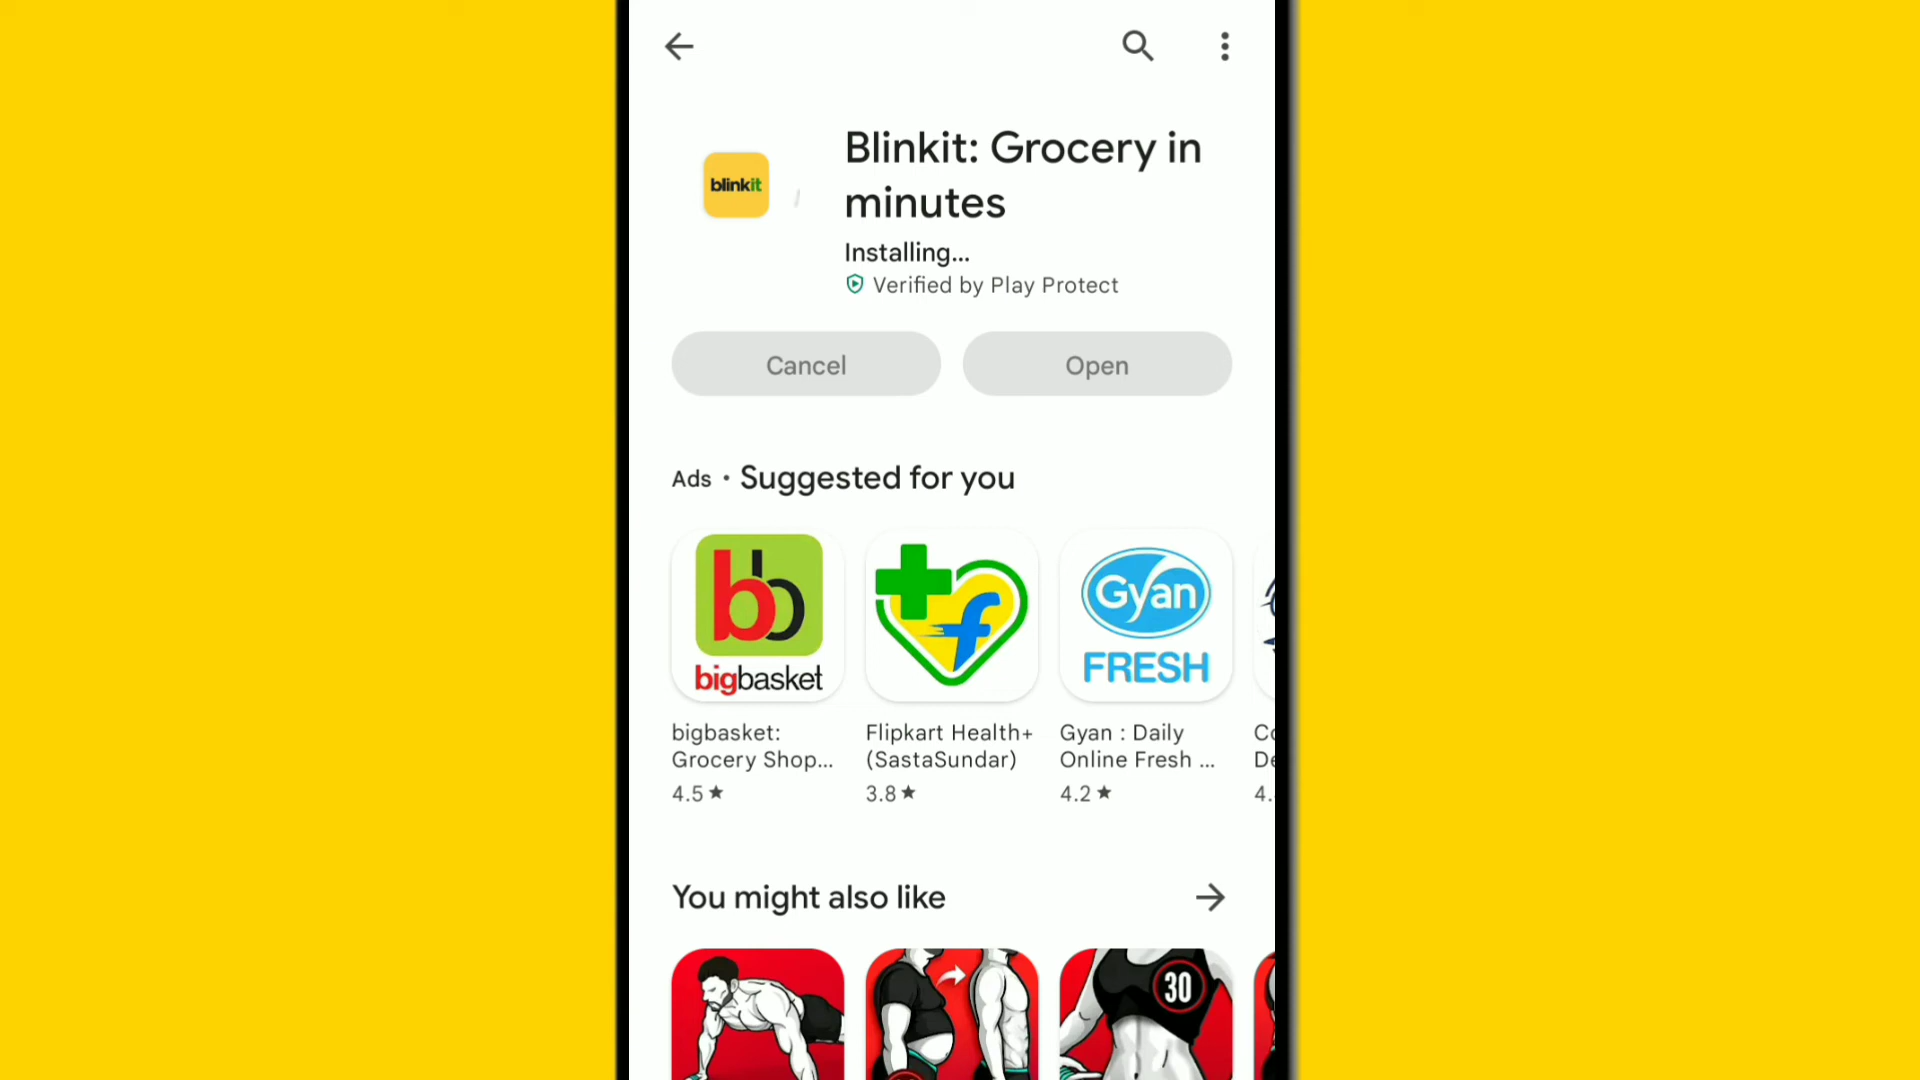 Blinkit: Grocery in
minutes
blinkit
Installing...
Verified by Play Protect
Cancel
Open
Ads • Suggested for you
bb
bigbasket
f
Gyan
FRESH
bigbasket:
Grocery Shop...
4.5 ★
Flipkart Health+
(SastaSundar)
3.8 ★
Gyan : Daily
Online Fresh ...
4.2 ★
You might also like
30